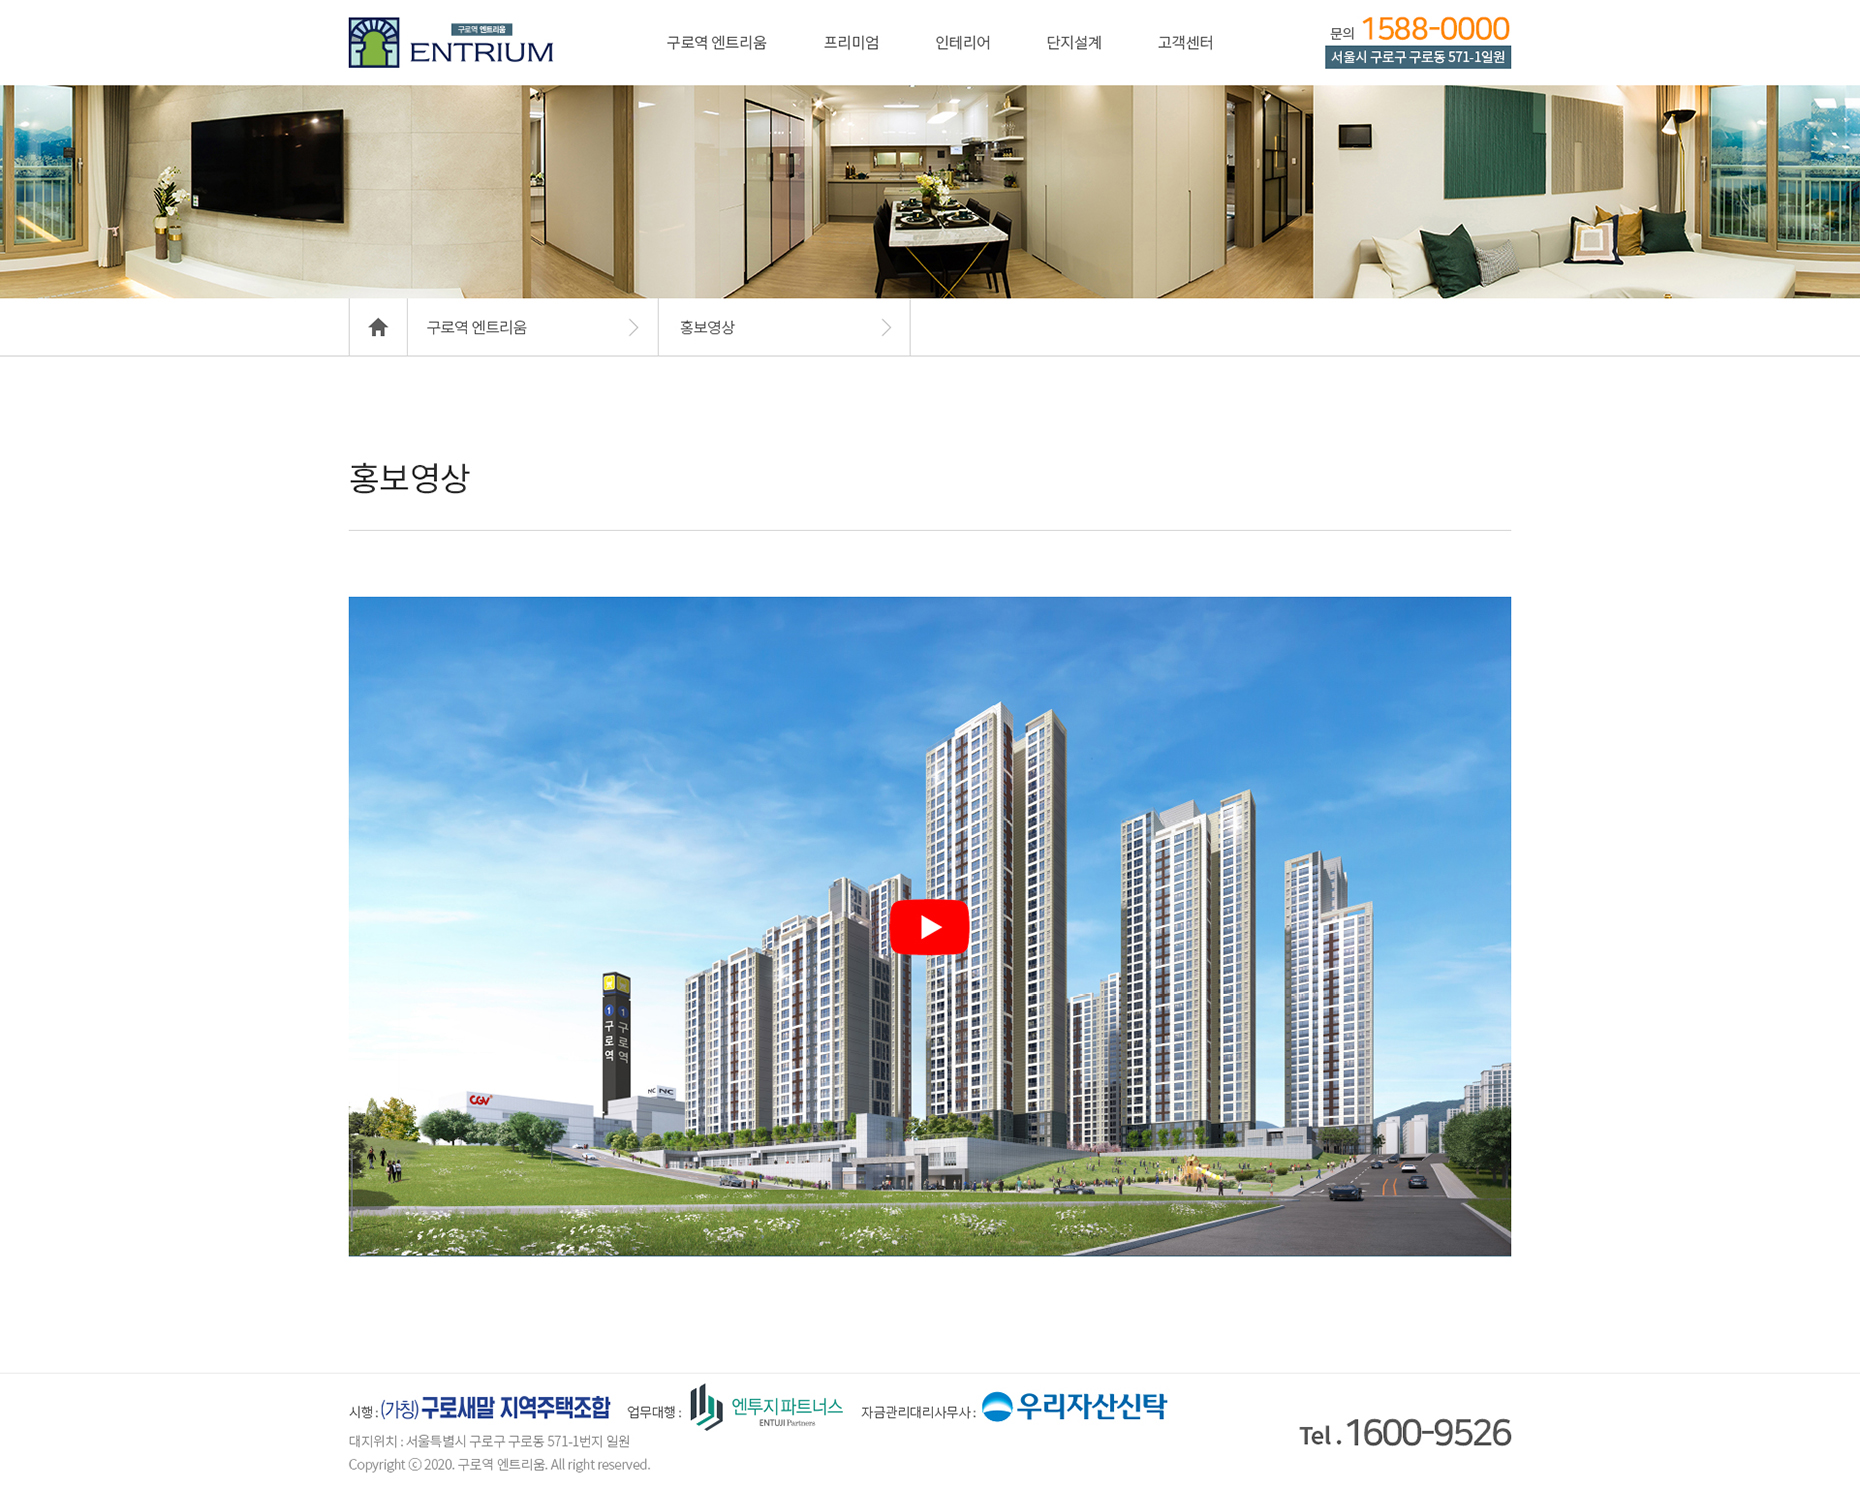 구로역 엔트리움
ENTRIUM
구로역 엔트리움 프리미엄 인테리어 단지설계 고객센터
문의 1588-0000
서울시 구로구 구로동 571-1일원
구로역 엔트리움 홍보영상
홍보영상
1 구로역
1 구로역
CGV
NC NC
시행 : (가칭)구로새말 지역주택조합 업무대행 : 엔투지파트너스 ENTUJI Partners 자금관리대리사무사 : 우리자산신탁
대지위치 : 서울특별시 구로구 구로동 571-1번지 일원
Copyright ⓒ 2020. 구로역 엔트리움. All right reserved.
Tel . 1600-9526